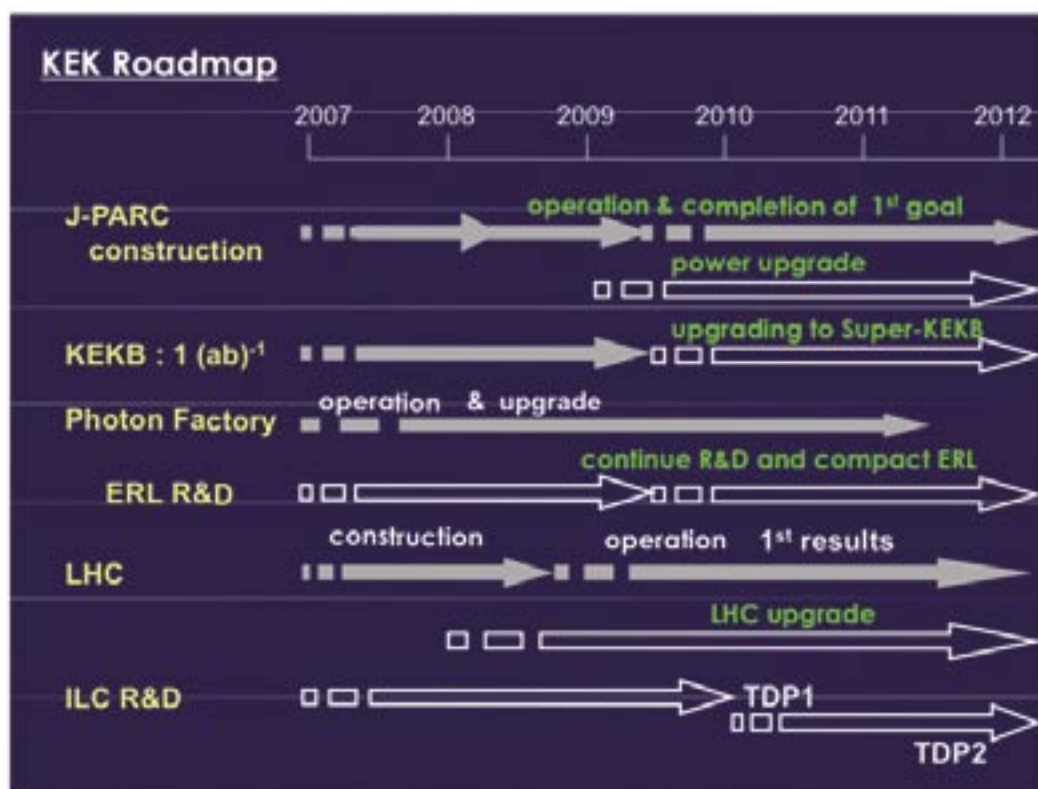 KEK Roadmap
2007 2008 2009 2010 2011 2012
J-PARC construction
operation & completion of 1st goal
power upgrade
KEKB : 1 (ab)-1
upgrading to Super-KEKB
Photon Factory
operation & upgrade
ERL R&D
continue R&D and compact ERL
LHC
construction
operation 1st results
LHC upgrade
ILC R&D
TDP1
TDP2